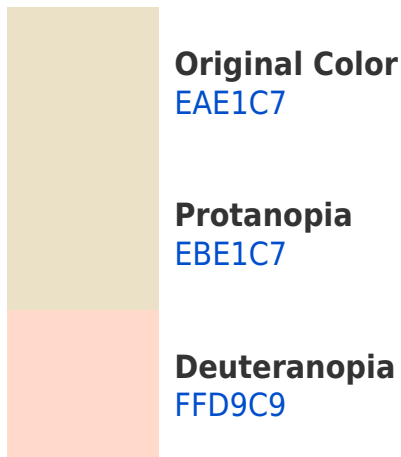 Original Color
EAE1C7
Protanopia
EBE1C7
Deuteranopia
FFD9C9